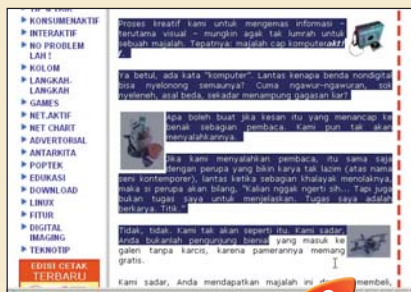 KONSUMENAKTIF
INTERAKTIF
NO PROBLEM
LAH !
KOLOM
LANGKAH-
LANGKAH
GAMES
NET.AKTIF
NET CHART
ADVERTORIAL
ANTARKITA
POPTEK
EDUKASI
DOWNLOAD
LINUX
FITUR
DIGITAL
IMAGING
TEKNOTIP
EDISI CETAK
TERBARU
Proses kreatif kami untuk mengemas informasi –
terutama visual – mungkin agak tak lumrah untuk
sebuah majalah. Tepatnya: majalah cap komputerakti
f.
Ya betul, ada kata "komputer". Lantas kenapa benda nondigital
bisa nyelonong semaunya? Cuma ngawur-ngawuran, sok
nyeleneh, asal beda, sekadar menampung gagasan liar?
Apa boleh buat jika kesan itu yang menancap ke
benak sebagian pembaca. Kami pun tak akan
menyalahkannya.
Jika kami menyalahkan pembaca, itu sama saja
dengan perupa yang bikin karya tak lazim (atas nama
seni kontemporer), lantas ketika sebagian khalayak menolaknya,
maka si perupa akan bilang, "Kalian nggak ngerti sih... Tapi juga
bukan tugas saya untuk menjelaskan. Tugas saya adalah
berkarya. Titik."
Tidak, tidak. Kami tak akan seperti itu. Kami sadar,
Anda bukanlah pengunjung bienial yang masuk ke
galeri tanpa karcis, karena pamerannya memang
gratis.
Kami sadar, Anda mendapatkan majalah ini membeli,